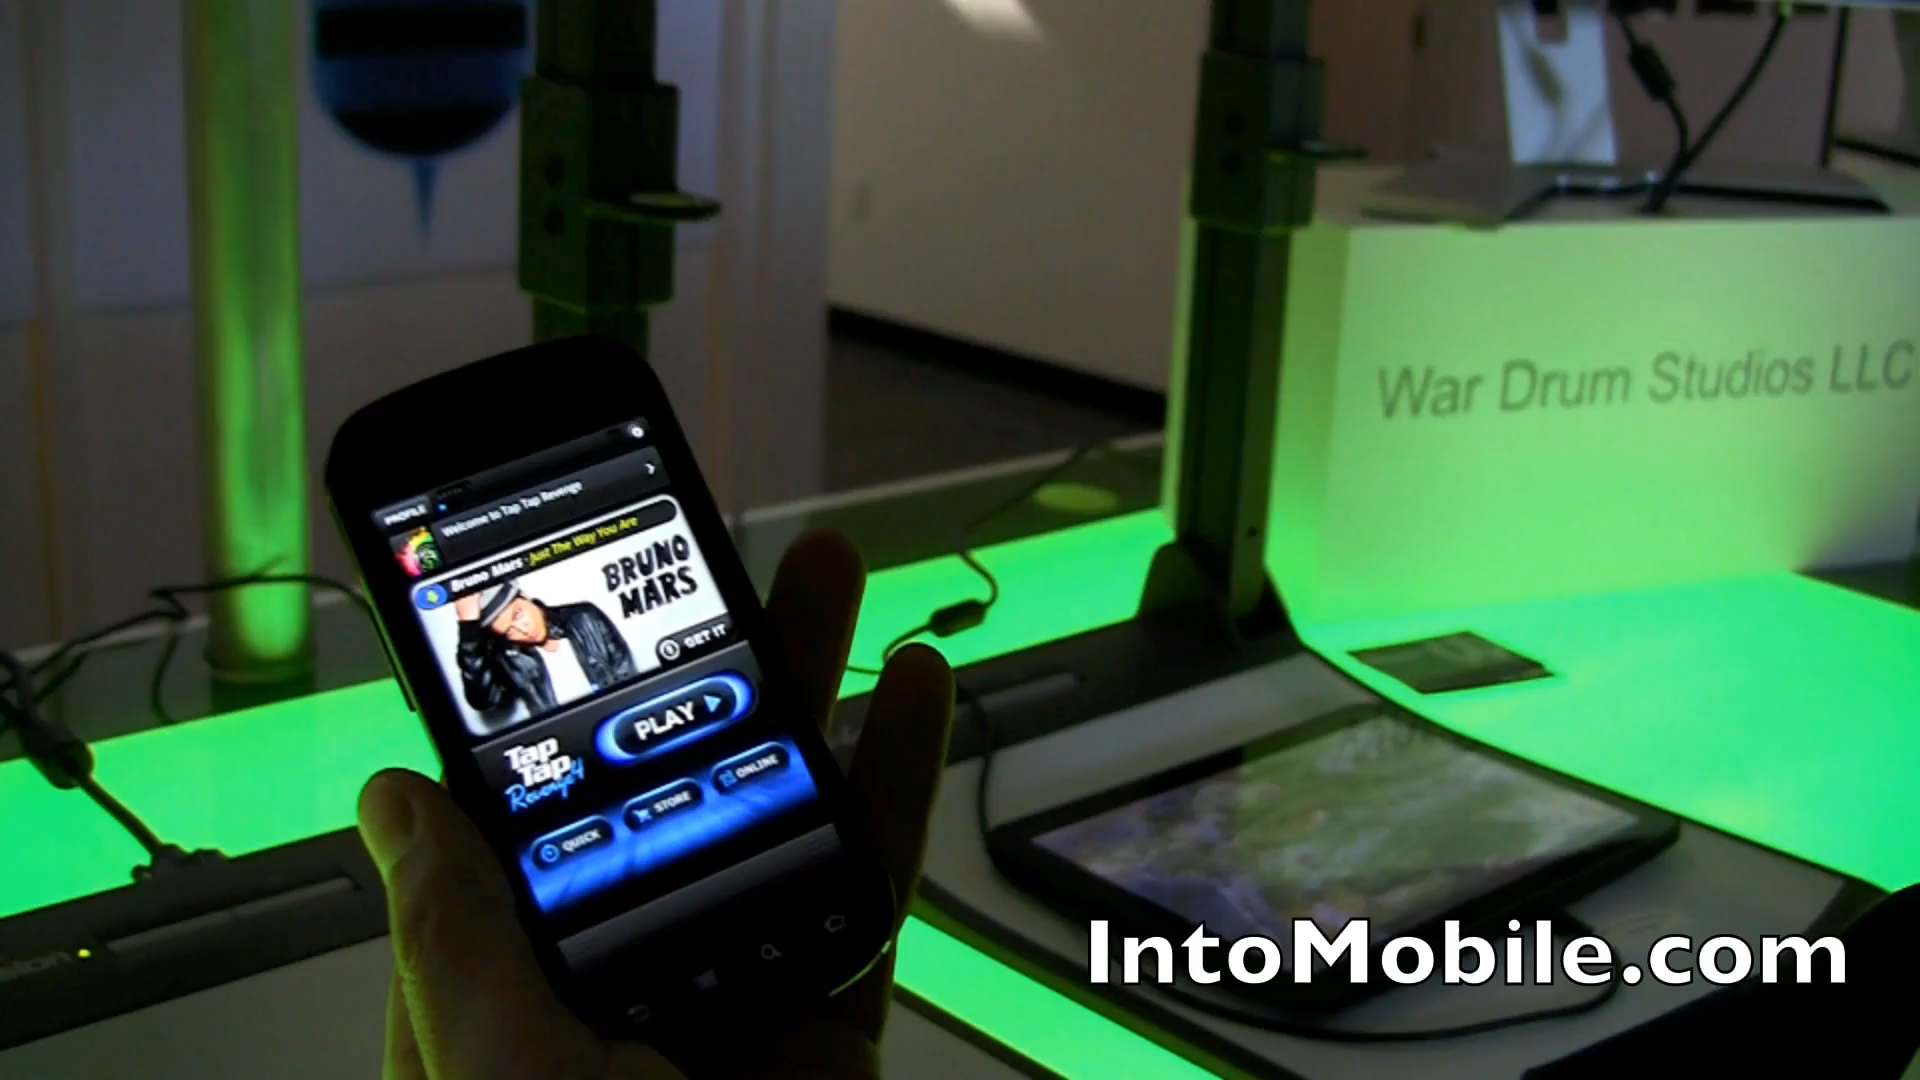 War Drum Studios LLC
PROFILE
Welcome to Tap Tap Revenge
Bruno Mars - Just The Way You Are
BRUNO
MARS
GET IT
PLAY
Tap
Tap
Revenge4
QUICK
STORE
ONLINE
IntoMobile.com